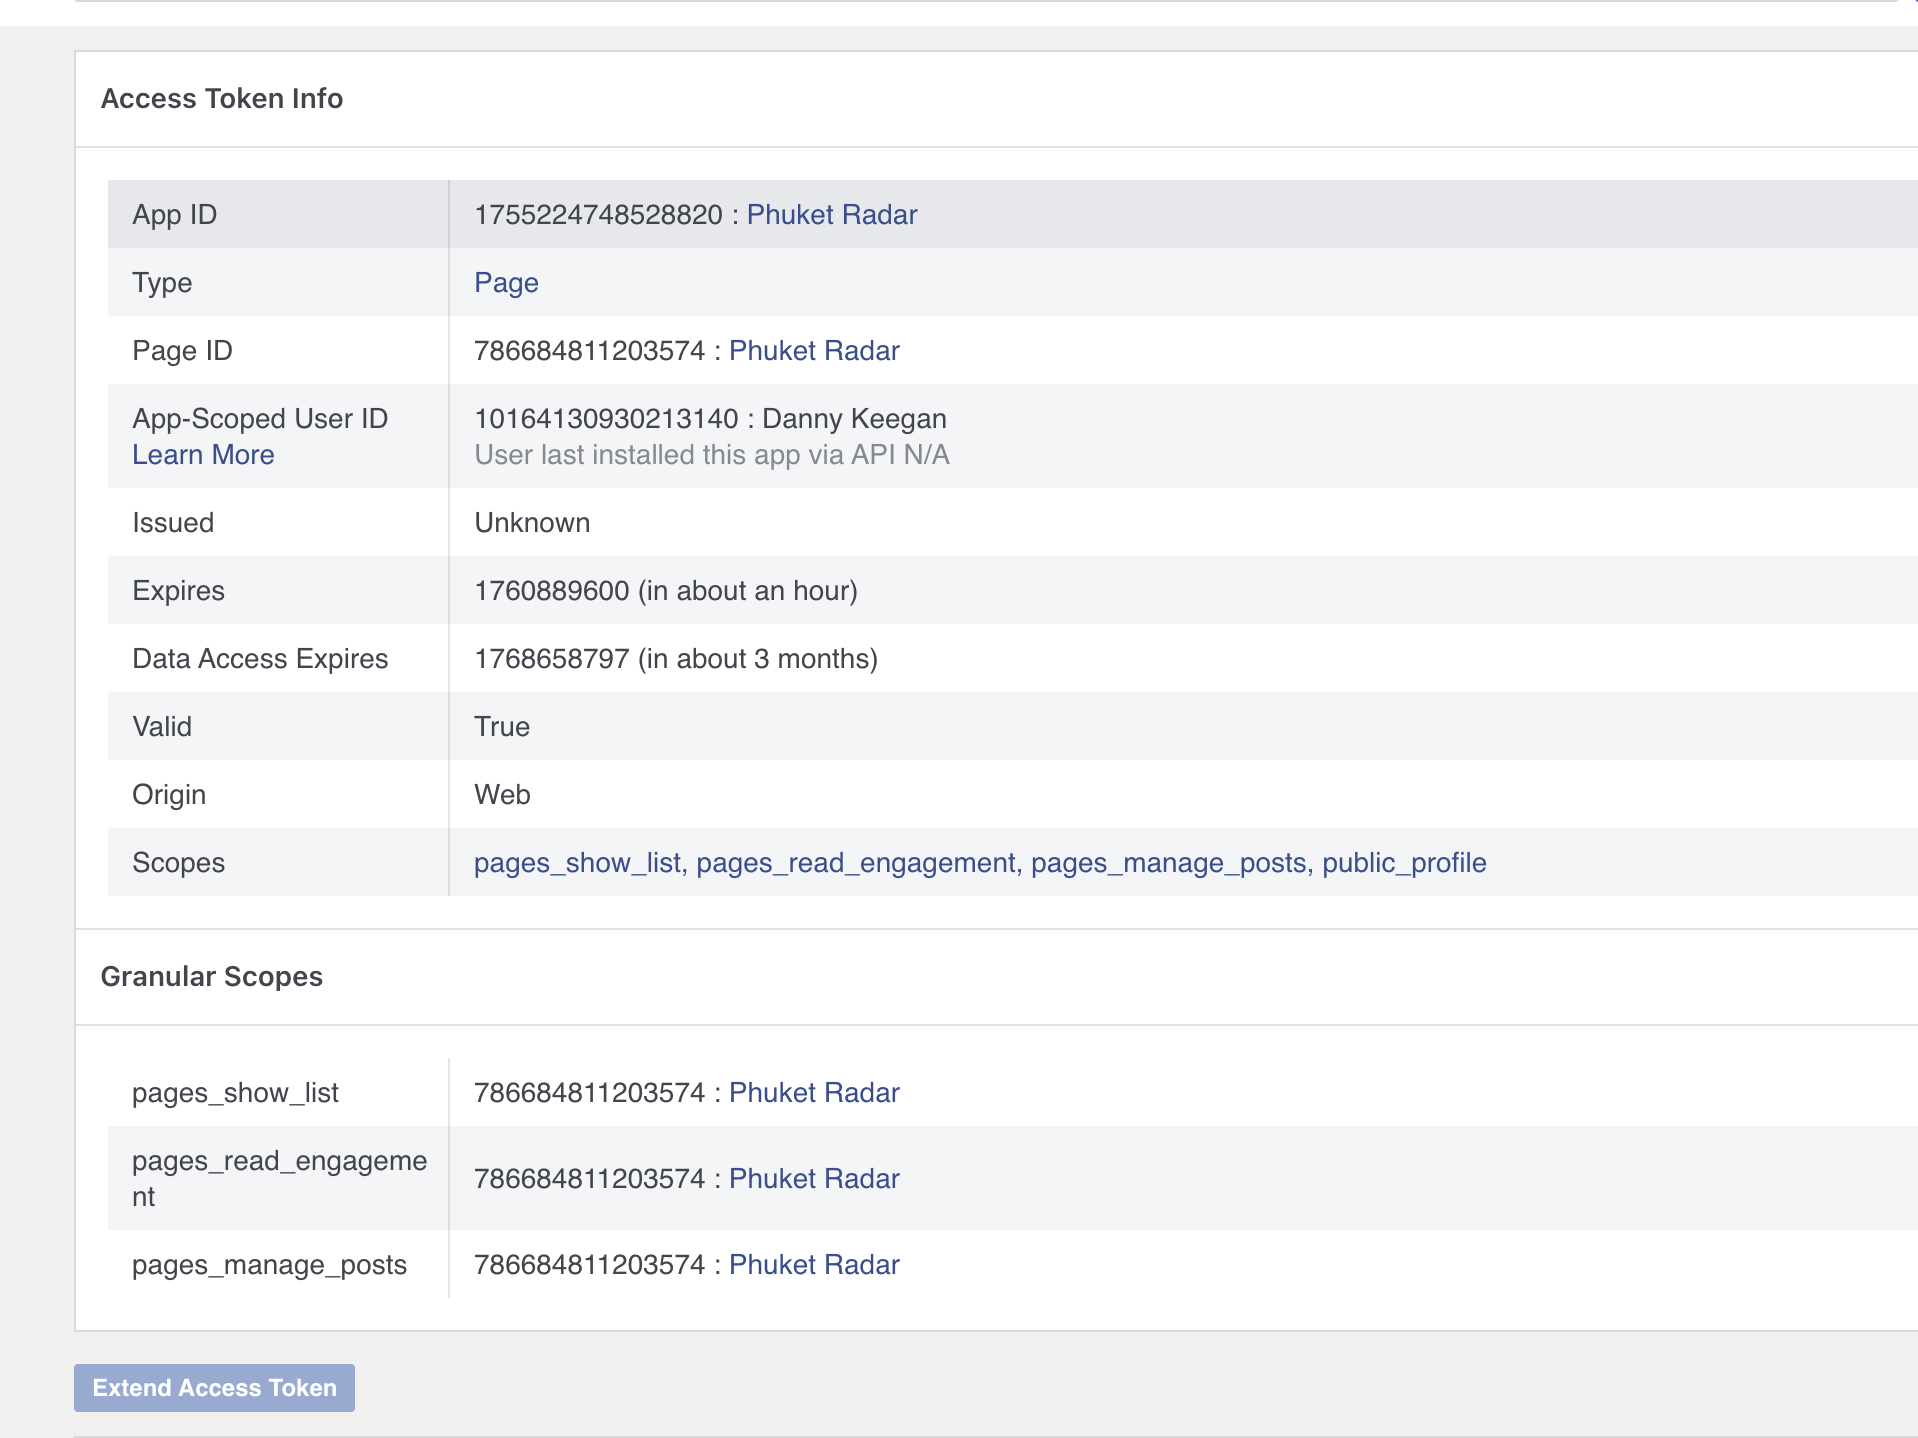 Access Token Info
App ID 1755224748528820 : Phuket Radar
Type Page
Page ID 786684811203574 : Phuket Radar
App-Scoped User ID 10164130930213140 : Danny Keegan
Learn More User last installed this app via API N/A
Issued Unknown
Expires 1760889600 (in about an hour)
Data Access Expires 1768658797 (in about 3 months)
Valid True
Origin Web
Scopes pages_show_list, pages_read_engagement, pages_manage_posts, public_profile
Granular Scopes
pages_show_list 786684811203574 : Phuket Radar
pages_read_engageme
nt 786684811203574 : Phuket Radar
pages_manage_posts 786684811203574 : Phuket Radar
Extend Access Token